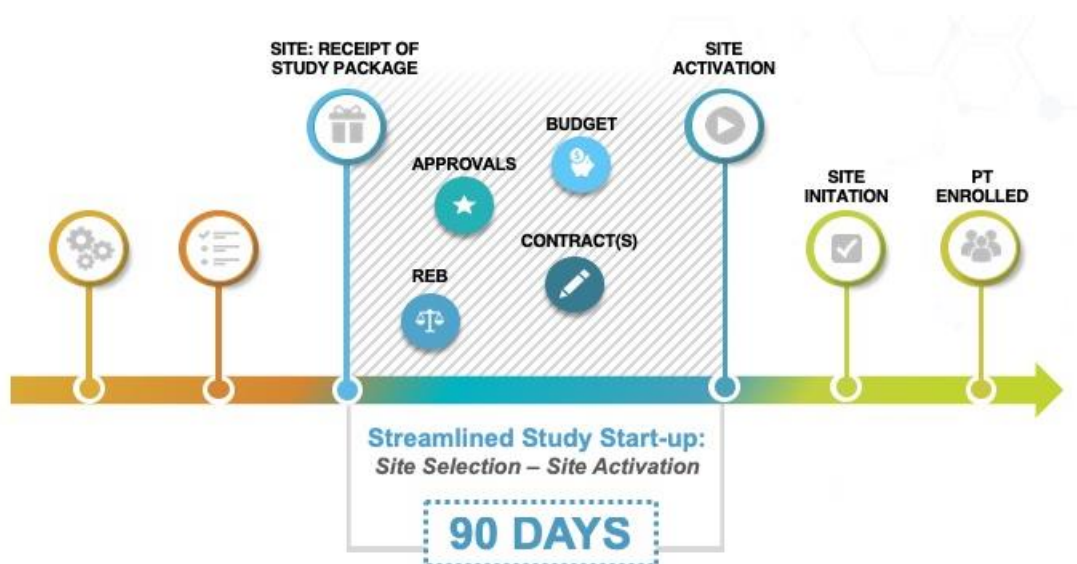 SITE: RECEIPT OF
STUDY PACKAGE
SITE
ACTIVATION
BUDGET
APPROVALS
SITE
INITATION
PT
ENROLLED
CONTRACT(S)
REB
Streamlined Study Start-up:
Site Selection – Site Activation
90 DAYS